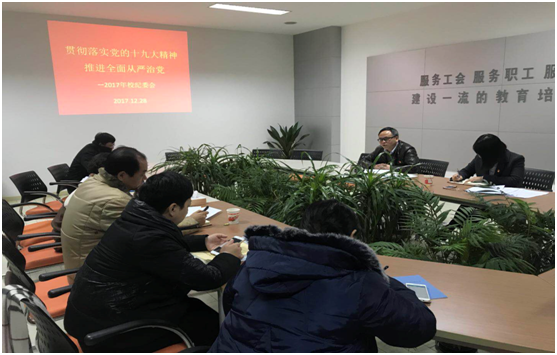 贯彻落实党的十九大精神
推进全面从严治党
—2017年校纪委会
2017.12.26
服务工会 服务职工 服
建设一流的教育培